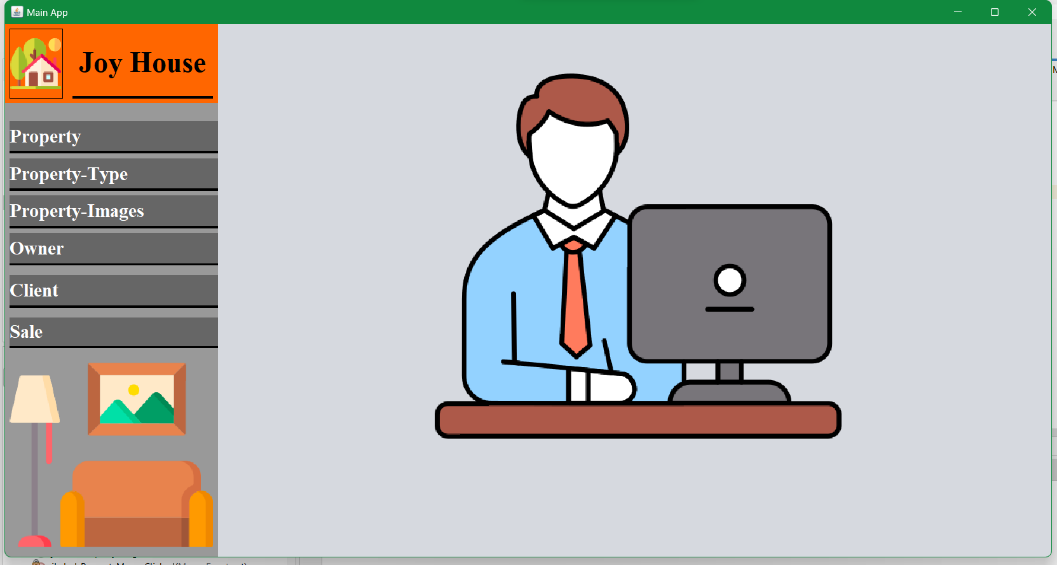 Main App
Joy House
Property
Property-Type
Property-Images
Owner
Client
Sale